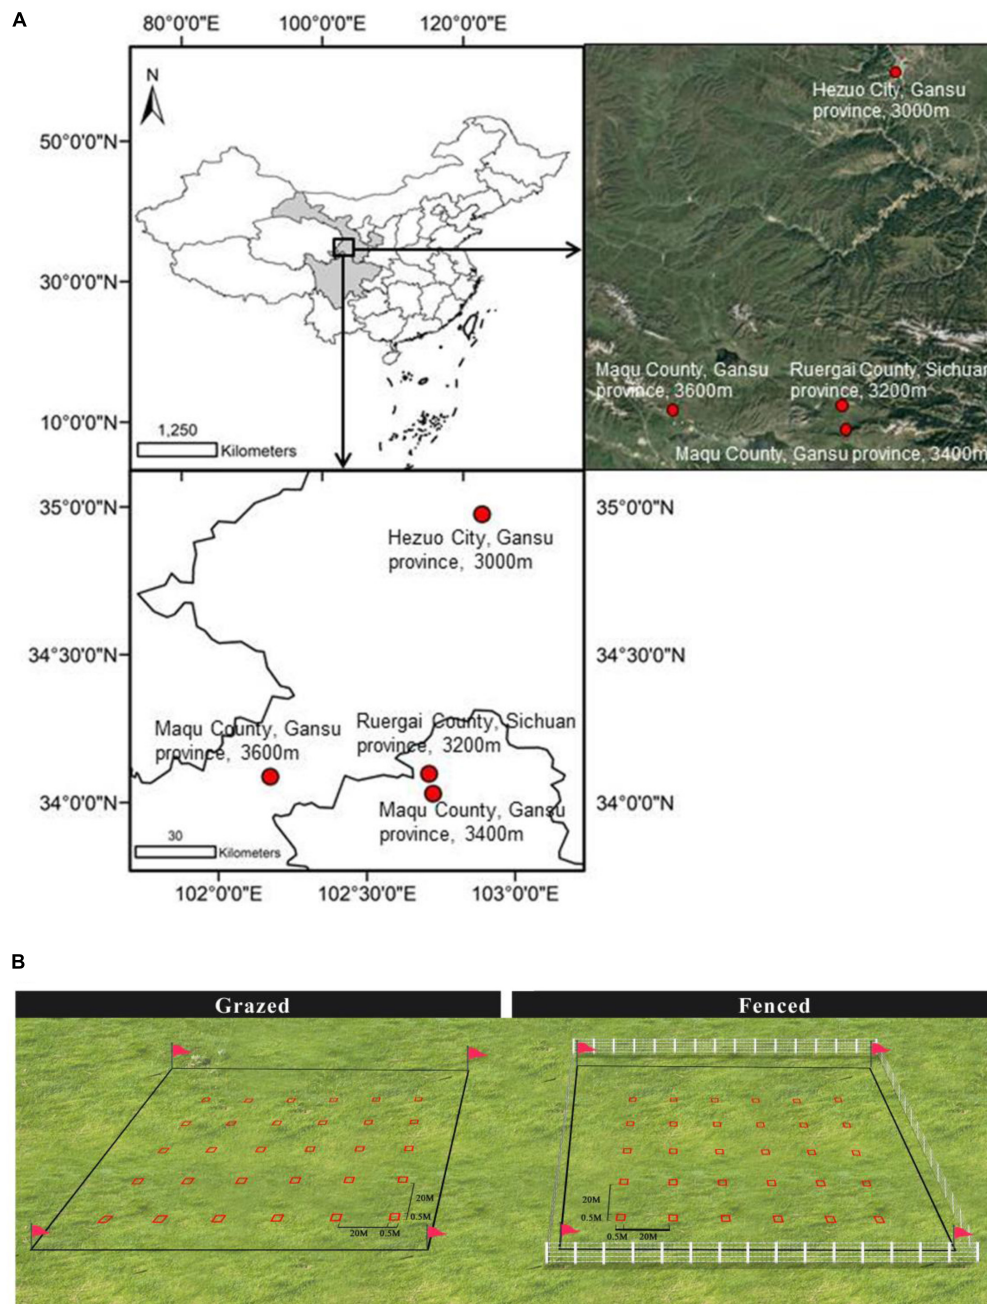 A
80°0'0"E
100°0'0"E
120°0'0"E
N
50°0'0"N
30°0'0"N
10°0'0"N
1,250
Kilometers
Hezuo City, Gansu
province, 3000m
Maqu County, Gansu
province, 3600m
Ruergai County, Sichuan
province, 3200m
Maqu County, Gansu province, 3400m
35°0'0"N
35°0'0"N
Hezuo City, Gansu
province, 3000m
34°30'0"N
34°30'0"N
Maqu County, Gansu
province, 3600m
Ruergai County, Sichuan
province, 3200m
34°0'0"N
34°0'0"N
Maqu County, Gansu
province, 3400m
30
Kilometers
102°0'0"E
102°30'0"E
103°0'0"E
B
Grazed
Fenced
20M
0.5M
20M
0.5M
20M
0.5M
0.5M
20M